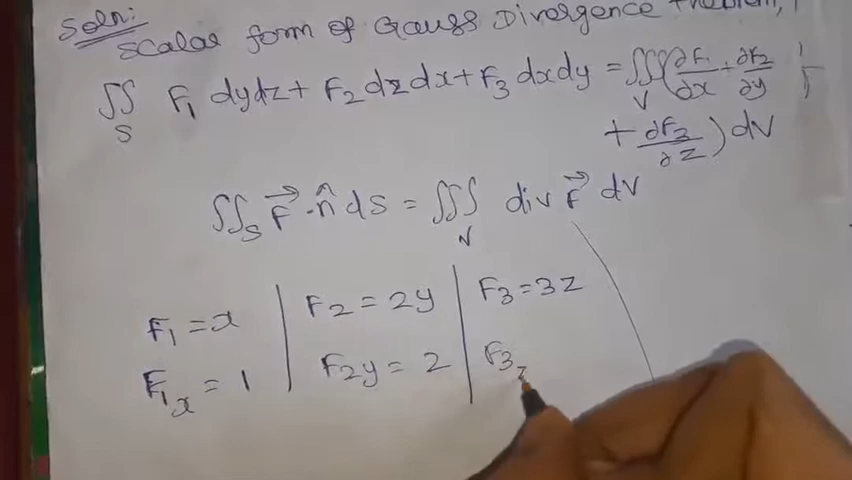 Soln:
Scalar form of Gauss Divergence Theorem,
∬_S F₁ dydz + F₂ dzdx + F₃ dxdy = ∭_V (∂F₁/∂x + ∂F₂/∂y
+ ∂F₃/∂z) dV
∬_S F⃗ · n̂ ds = ∭_V div F⃗ dV
F₁ = x | F₂ = 2y | F₃ = 3z
F₁x = 1 | F₂y = 2 | F₃z